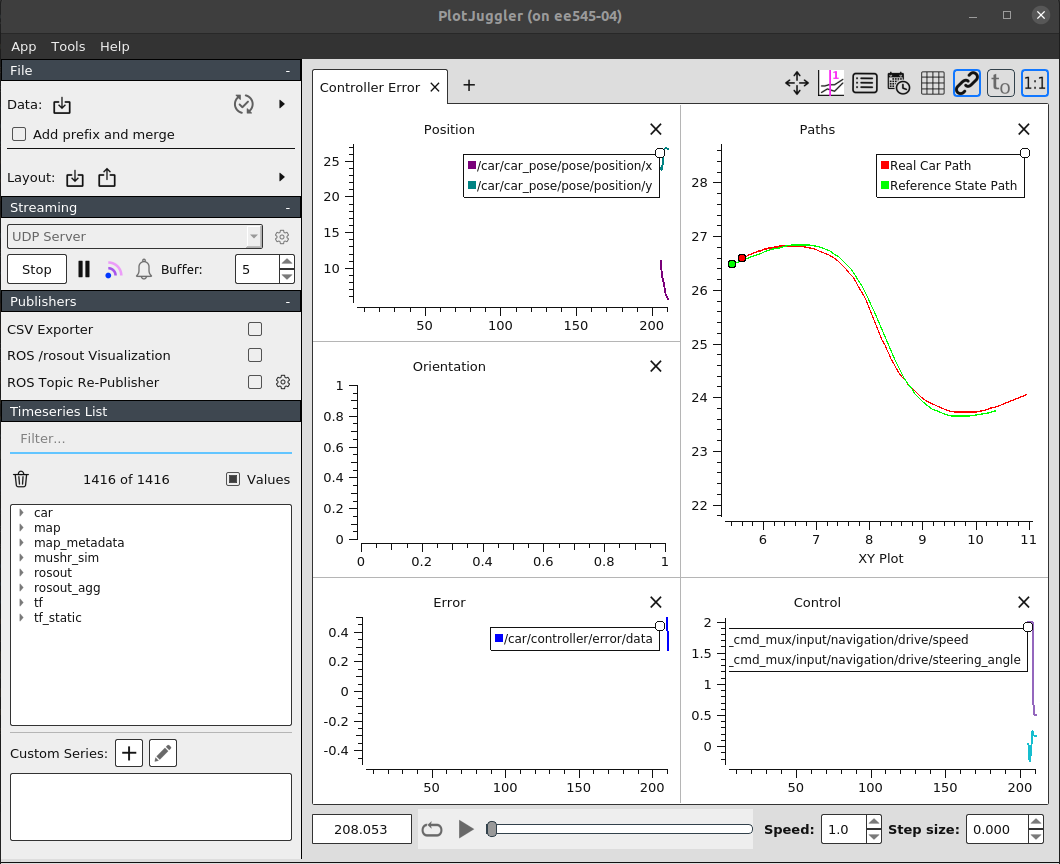 PlotJuggler (on ee545-04)
App Tools Help
File -
Data:
Add prefix and merge
Layout:
Streaming -
UDP Server
Stop Buffer: 5
Publishers -
CSV Exporter
ROS /rosout Visualization
ROS Topic Re-Publisher
Timeseries List
Filter...
1416 of 1416 Values
car
map
map_metadata
mushr_sim
rosout
rosout_agg
tf
tf_static
Custom Series:
Controller Error
1
t0
1:1
Position
/car/car_pose/pose/position/x
/car/car_pose/pose/position/y
25
20
15
10
50 100 150 200
Orientation
1
0.8
0.6
0.4
0.2
0
0 0.2 0.4 0.6 0.8 1
Error
/car/controller/error/data
0.4
0.2
0
-0.2
-0.4
50 100 150 200
Paths
Real Car Path
Reference State Path
28
27
26
25
24
23
22
6 7 8 9 10 11
XY Plot
Control
_cmd_mux/input/navigation/drive/speed
_cmd_mux/input/navigation/drive/steering_angle
2
1.5
1
0.5
0
50 100 150 200
208.053 Speed: 1.0 Step size: 0.000